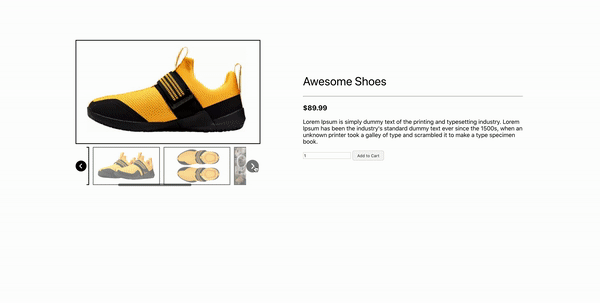 Awesome Shoes
$89.99
Lorem Ipsum is simply dummy text of the printing and typesetting industry. Lorem
Ipsum has been the industry's standard dummy text ever since the 1500s, when an
unknown printer took a galley of type and scrambled it to make a type specimen
book.
1 Add to Cart